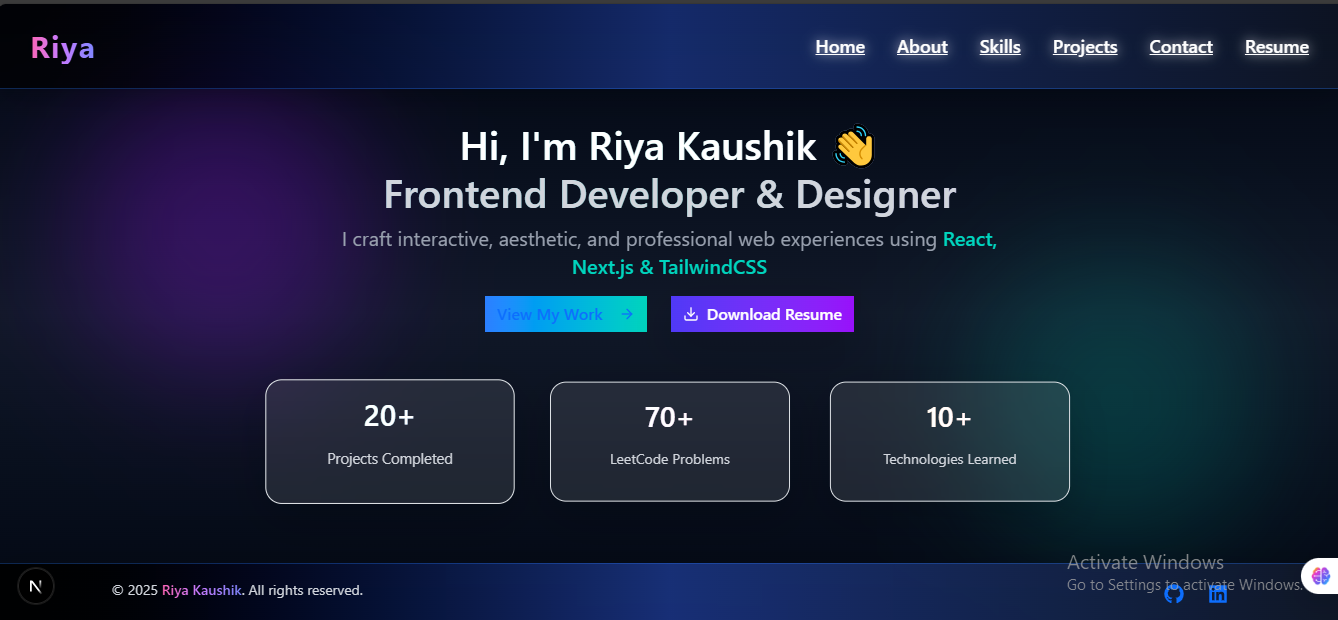 Riya
Home About Skills Projects Contact Resume
Hi, I'm Riya Kaushik 👋
Frontend Developer & Designer
I craft interactive, aesthetic, and professional web experiences using React,
Next.js & TailwindCSS
View My Work → Download Resume
20+ 70+ 10+
Projects Completed LeetCode Problems Technologies Learned
Activate Windows
Go to Settings to activate Windows.
N © 2025 Riya Kaushik. All rights reserved. in